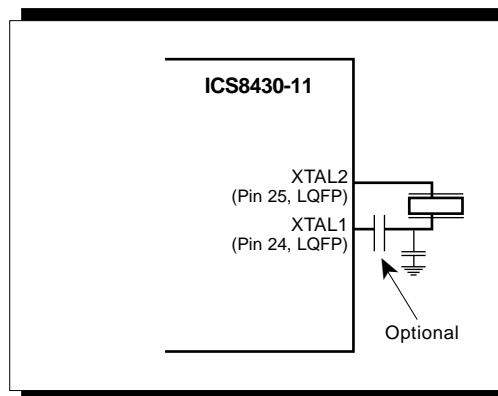 ICS8430-11
XTAL2
(Pin 25, LQFP)
XTAL1
(Pin 24, LQFP)
Optional